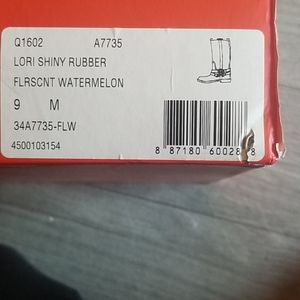 Q1602 A7735
LORI SHINY RUBBER
FLRSCNT WATERMELON
9 M
34A7735-FLW
4500103154
8 87180 60028 8